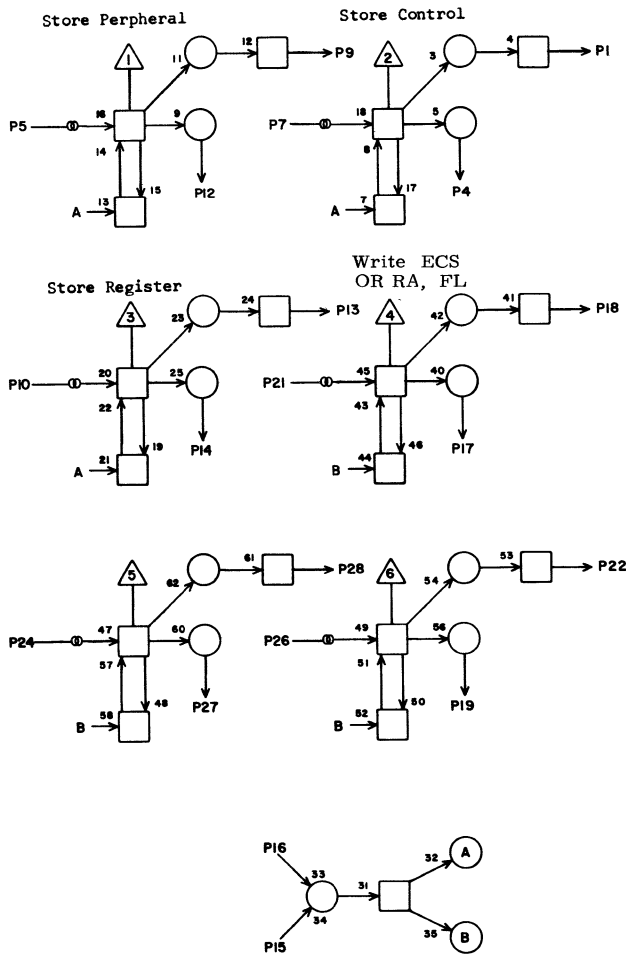 Store Perpheral
Store Control
1
11
12
P9
P5
16
9
14
15
P12
A
13
2
3
4
P1
P7
18
5
8
17
P4
A
7
Store Register
Write ECS
OR RA, FL
3
23
24
P13
P10
20
25
22
19
P14
A
21
4
42
41
P18
P21
45
40
43
46
P17
B
44
5
62
61
P28
P24
47
60
57
48
P27
B
58
6
54
53
P22
P26
49
56
51
50
P19
B
52
P16
33
34
P15
31
32
A
35
B